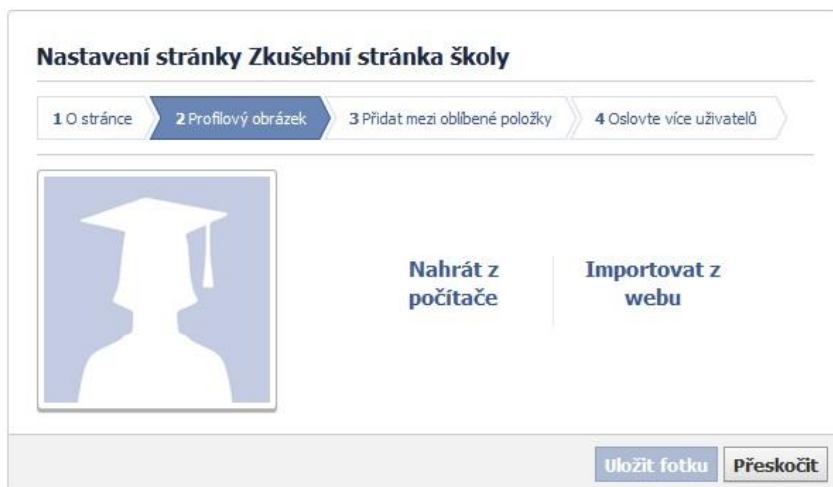 Nastavení stránky Zkušební stránka školy
1 O stránce 2 Profilový obrázek 3 Přidat mezi oblíbené položky 4 Oslovte více uživatelů
Nahrát z počítače
Importovat z webu
Uložit fotku Přeskočit